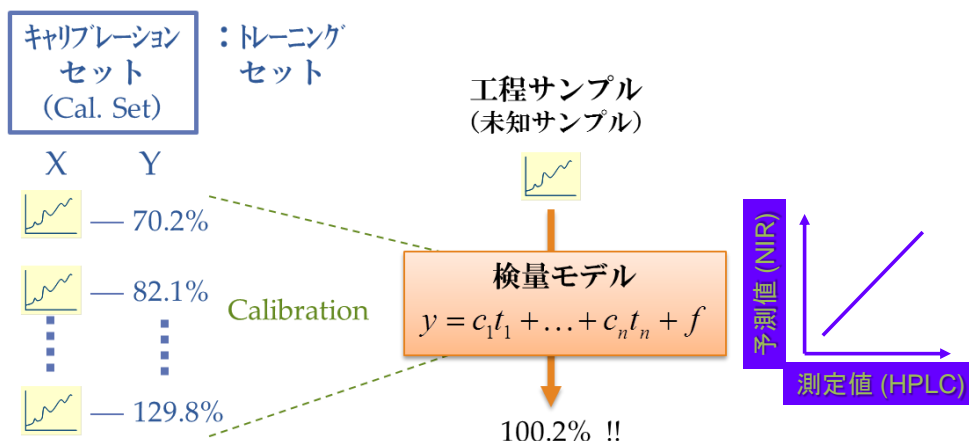 キャリブレーション
セット
(Cal. Set)
：トレーニング
セット
X Y
— 70.2%
— 82.1%
— 129.8%
Calibration
工程サンプル
(未知サンプル)
検量モデル
y = c₁t₁ + … + cₙtₙ + f
100.2% !!
予測値 (NIR)
測定値 (HPLC)